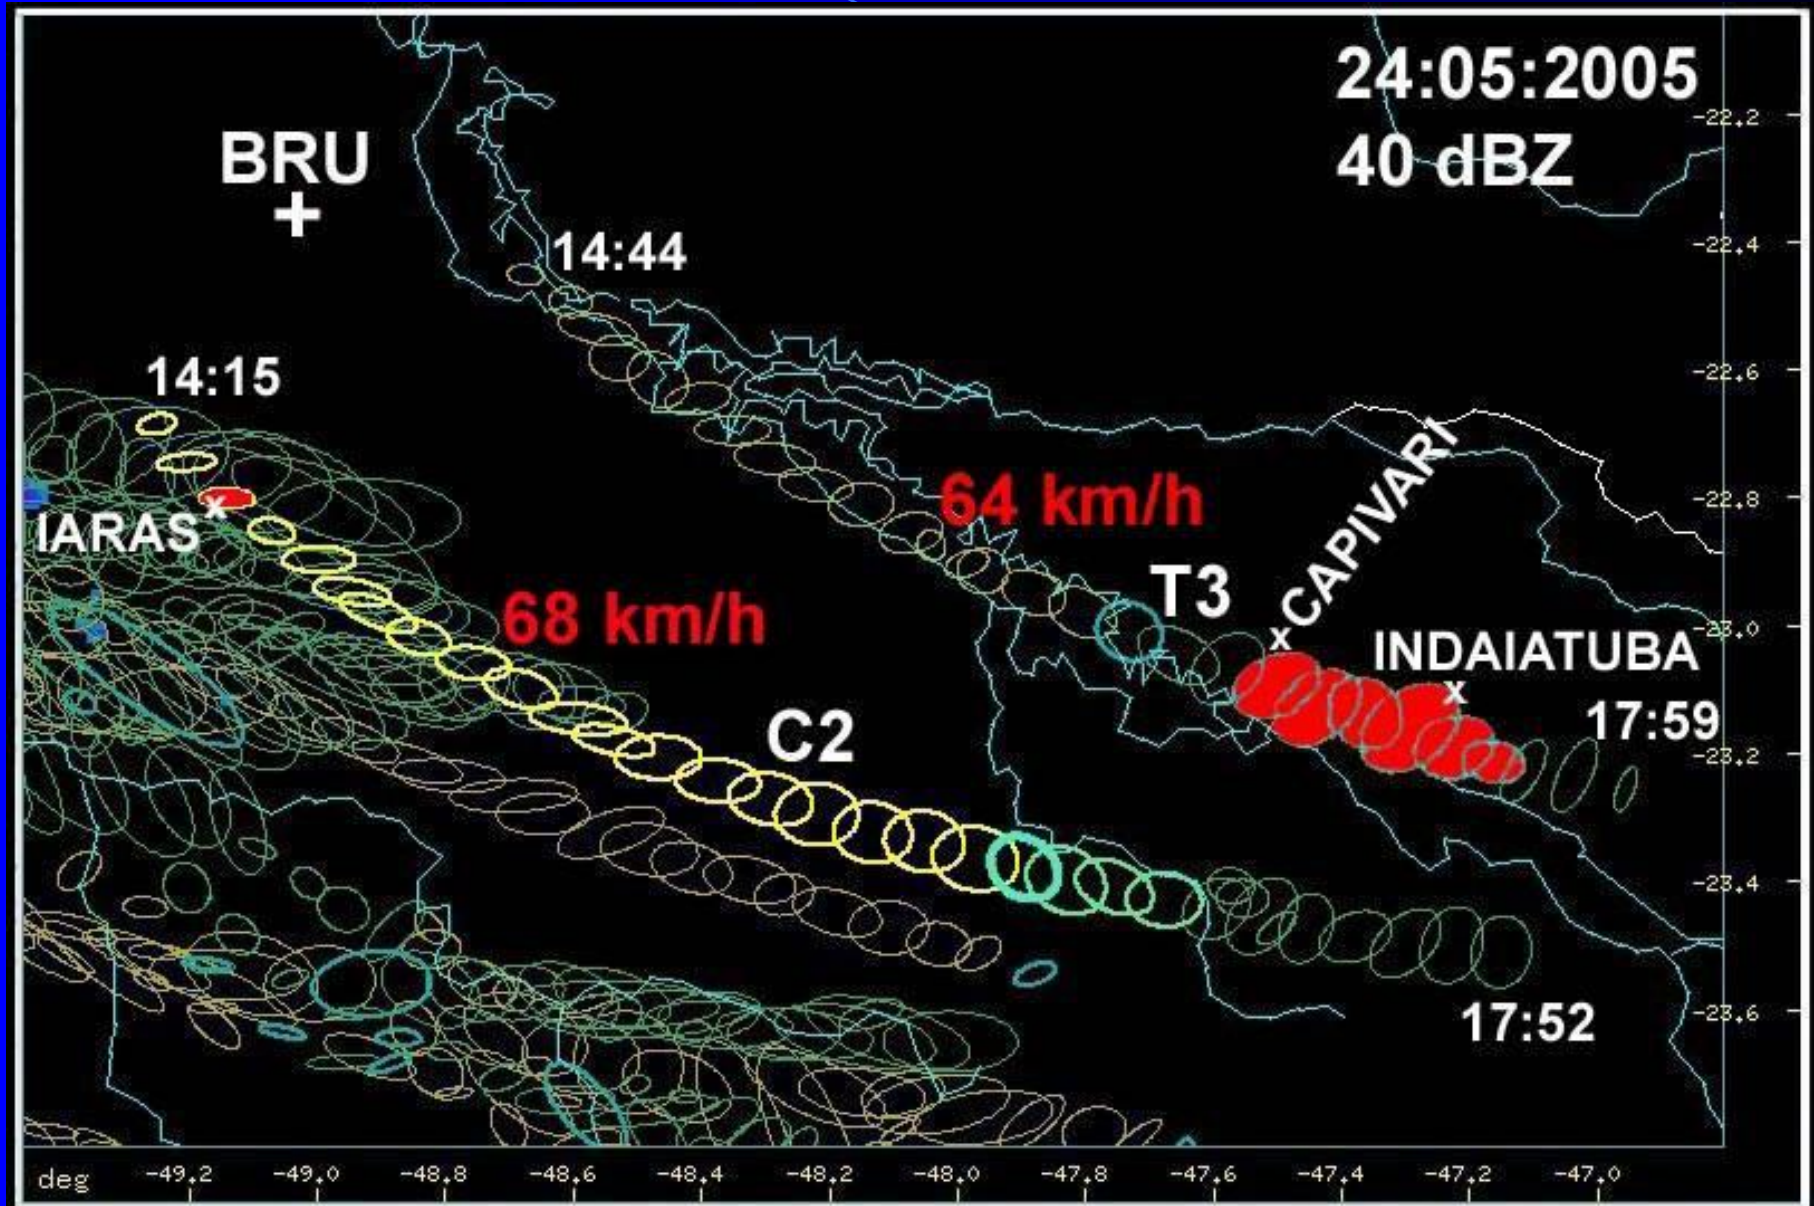 24:05:2005
-22.2
BRU
40 dBZ
+
14:44
-22.4
14:15
-22.6
CAPIVARI
64 km/h
-22.8
IARAS x
68 km/h
T3
x
-23.0
INDAIATUBA
x
17:59
C2
-23.2
-23.4
17:52
-23.6
deg -49.2 -49.0 -48.8 -48.6 -48.4 -48.2 -48.0 -47.8 -47.6 -47.4 -47.2 -47.0